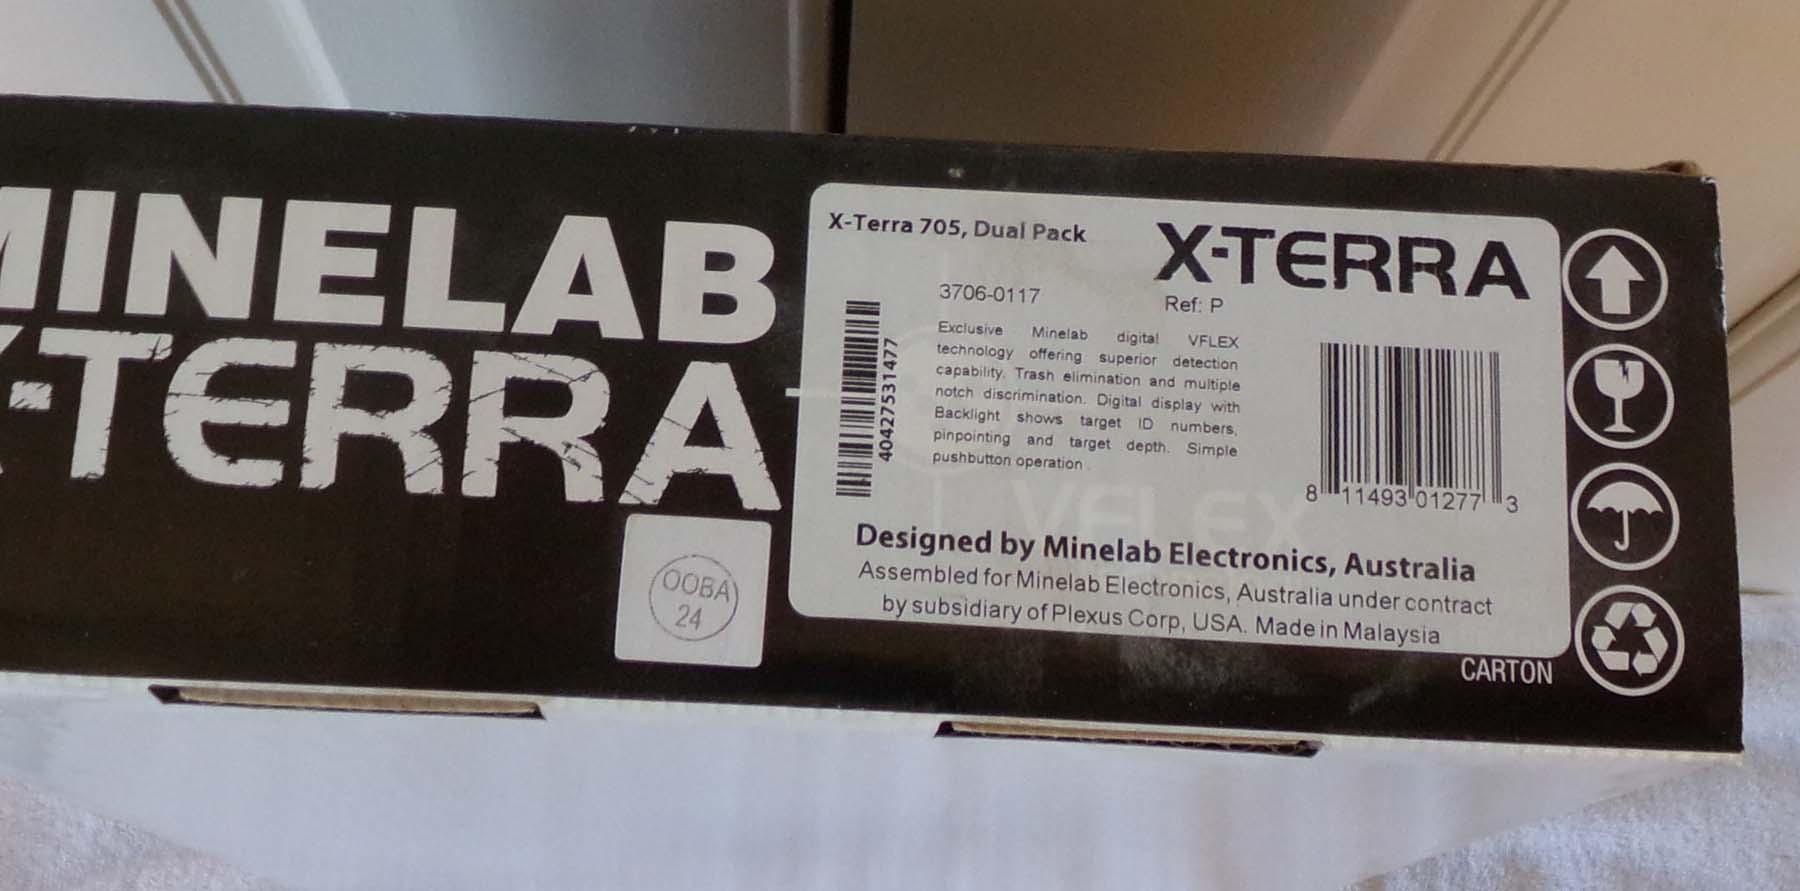 MINELAB
X-TERRA
OOBA
24
X-Terra 705, Dual Pack
X-TERRA
3706-0117
Ref: P
Exclusive Minelab digital VFLEX
technology offering superior detection
capability. Trash elimination and multiple
notch discrimination. Digital display with
Backlight shows target ID numbers,
pinpointing and target depth. Simple
pushbutton operation.
40427531477
8 11493 01277 3
VFLEX
Designed by Minelab Electronics, Australia
Assembled for Minelab Electronics, Australia under contract
by subsidiary of Plexus Corp, USA. Made in Malaysia
CARTON